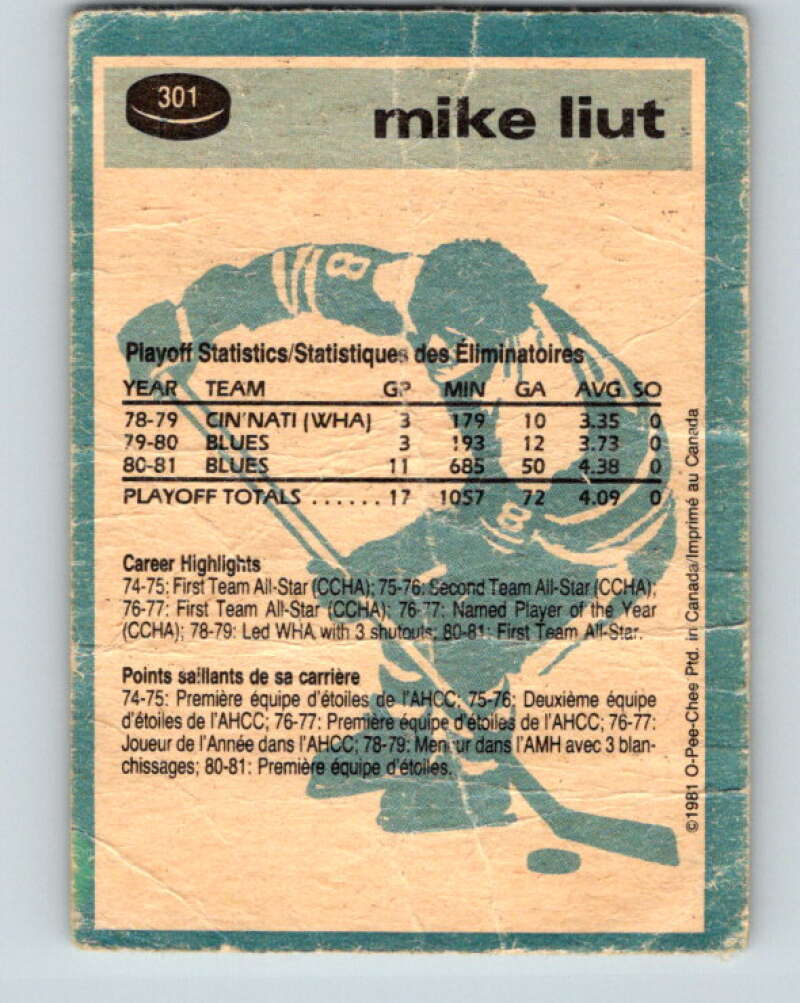 301
mike liut
8
Playoff Statistics/Statistiques des Éliminatoires
YEAR TEAM GP MIN GA AVG SO
78-79 CIN'NATI (WHA) 3 179 10 3.35 0
79-80 BLUES 3 193 12 3.73 0
80-81 BLUES 11 685 50 4.38 0
PLAYOFF TOTALS ...... 17 1057 72 4.09 0
8
Career Highlights
74-75: First Team All-Star (CCHA); 75-76: Second Team All-Star (CCHA);
76-77: First Team All-Star (CCHA); 76-77: Named Player of the Year
(CCHA); 78-79: Led WHA with 3 shutouts; 80-81: First Team All-Star.
Points saillants de sa carrière
74-75: Première équipe d'étoiles de l'AHCC; 75-76: Deuxième équipe
d'étoiles de l'AHCC; 76-77: Première équipe d'étoiles de l'AHCC; 76-77:
Joueur de l'Année dans l'AHCC; 78-79: Meneur dans l'AMH avec 3 blan-
chissages; 80-81: Première équipe d'étoiles.
©1981 O-Pee-Chee Ptd. in Canada/Imprimé au Canada